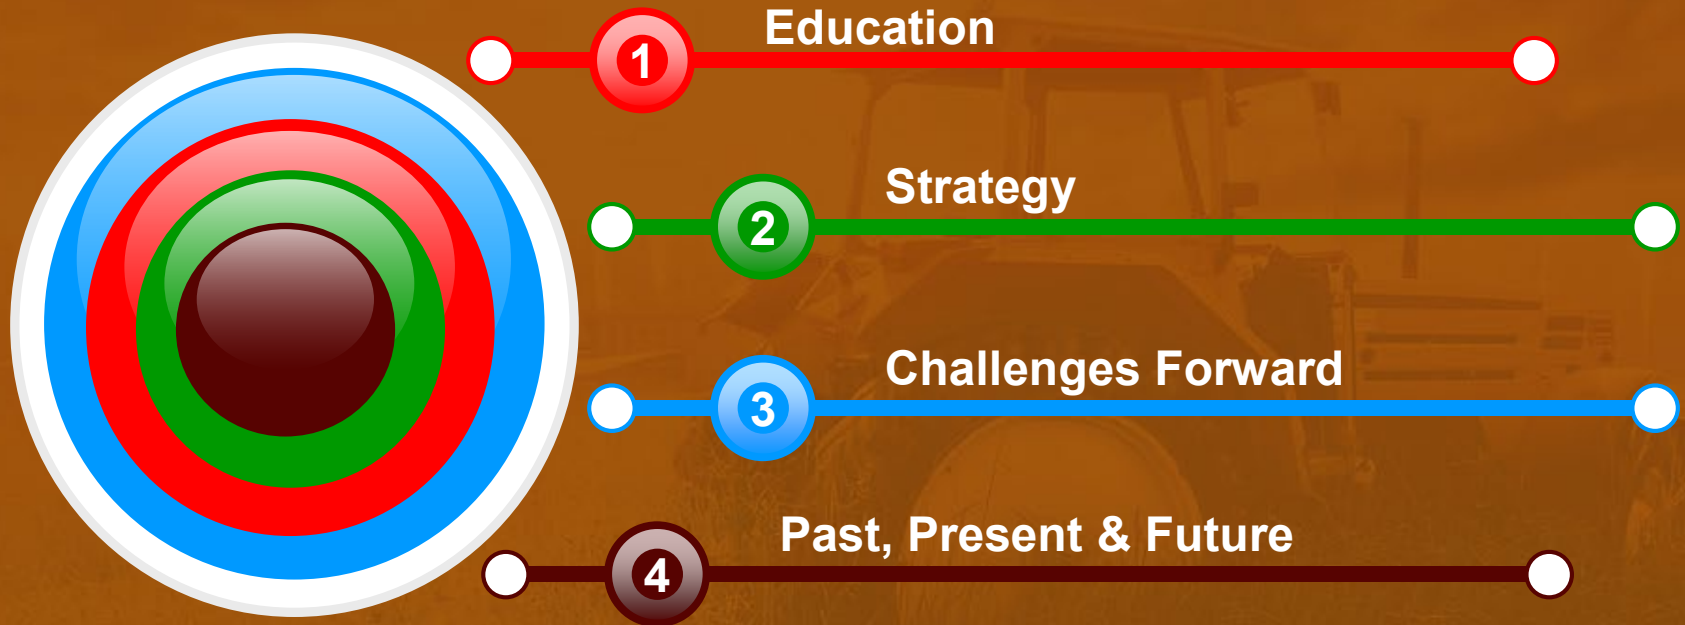 Education
1
Strategy
2
Challenges Forward
3
Past, Present & Future
4